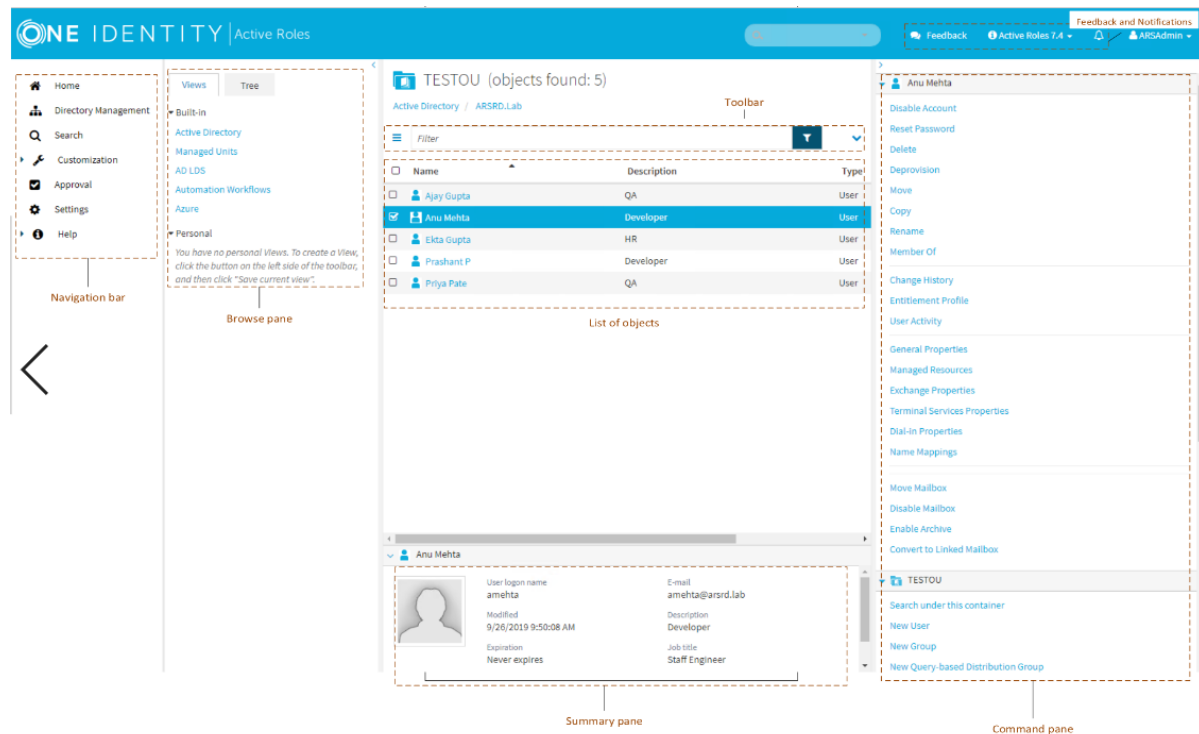 ONE IDENTITY Active Roles
Feedback and Notifications
Feedback
Active Roles 7.4
ARSAdmin
Home
Directory Management
Search
Customization
Approval
Settings
Help
Navigation bar
Views
Tree
Built-in
Active Directory
Managed Units
AD LDS
Automation Workflows
Azure
Personal
You have no personal Views. To create a View,
click the button on the left side of the toolbar,
and then click "Save current view".
Browse pane
TESTOU (objects found: 5)
Active Directory / ARSRD.Lab
Toolbar
Filter
Name Description Type
Ajay Gupta QA User
Anu Mehta Developer User
Ekta Gupta HR User
Prashant P Developer User
Priya Pate QA User
List of objects
Anu Mehta
User logon name
amehta
E-mail
amehta@arsrd.lab
Modified
9/26/2019 9:50:08 AM
Description
Developer
Expiration
Never expires
Job title
Staff Engineer
Summary pane
Anu Mehta
Disable Account
Reset Password
Delete
Deprovision
Move
Copy
Rename
Member Of
Change History
Entitlement Profile
User Activity
General Properties
Managed Resources
Exchange Properties
Terminal Services Properties
Dial-in Properties
Name Mappings
Move Mailbox
Disable Mailbox
Enable Archive
Convert to Linked Mailbox
TESTOU
Search under this container
New User
New Group
New Query-based Distribution Group
Command pane